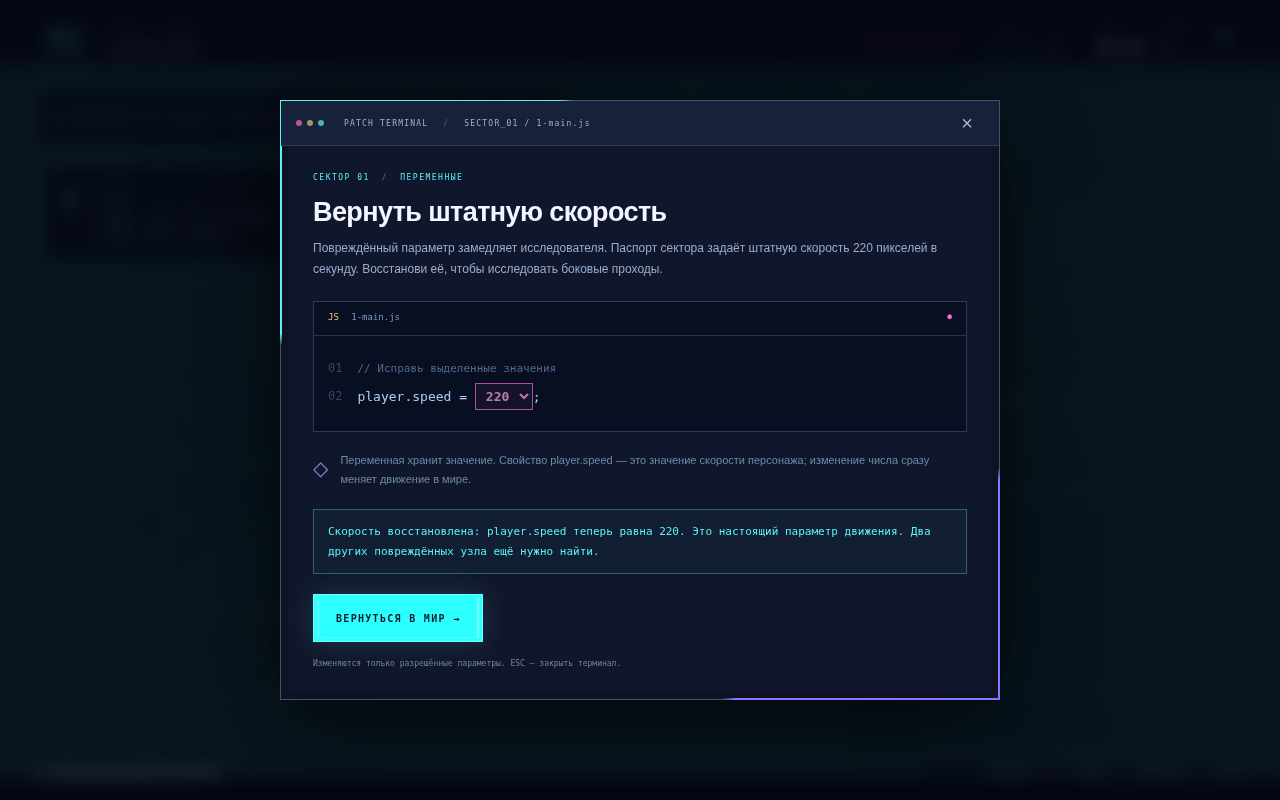 PATCH TERMINAL / SECTOR_01 / 1-main.js ×
СЕКТОР 01 / ПЕРЕМЕННЫЕ
Вернуть штатную скорость
Повреждённый параметр замедляет исследователя. Паспорт сектора задаёт штатную скорость 220 пикселей в
секунду. Восстанови её, чтобы исследовать боковые проходы.
JS 1-main.js
01 // Исправь выделенные значения
02 player.speed = 220 ;
Переменная хранит значение. Свойство player.speed — это значение скорости персонажа; изменение числа сразу
меняет движение в мире.
Скорость восстановлена: player.speed теперь равна 220. Это настоящий параметр движения. Два
других повреждённых узла ещё нужно найти.
ВЕРНУТЬСЯ В МИР →
Изменяются только разрешённые параметры. ESC — закрыть терминал.